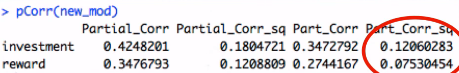 > pCorr(new_mod)
Partial_Corr Partial_Corr_sq Part_Corr Part_Corr_sq
investment 0.4248201 0.1804721 0.3472792 0.12060283
reward 0.3476793 0.1208809 0.2744167 0.07530454